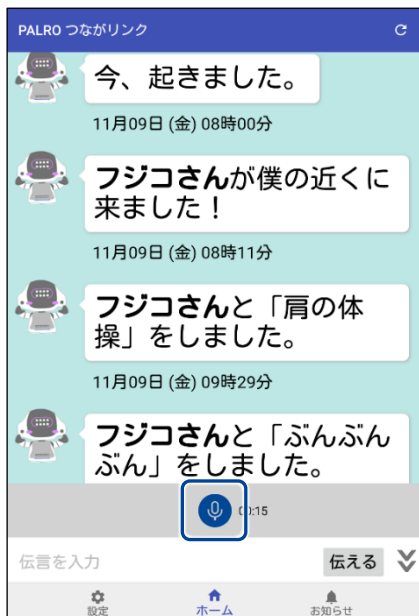 PALRO つながリンク
今、起きました。
11月09日 (金) 08時00分
フジコさんが僕の近くに
来ました！
11月09日 (金) 08時11分
フジコさんと「肩の体
操」をしました。
11月09日 (金) 09時29分
フジコさんと「ぶんぶん
ぶん」をしました。
00:15
伝言を入力
伝える
設定
ホーム
お知らせ